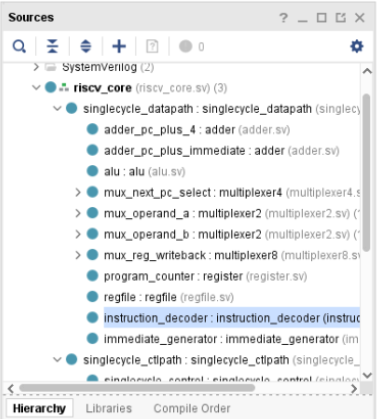 Sources
? _
0
SystemVerilog (2)
riscv_core (riscv_core.sv) (3)
singlecycle_datapath : singlecycle_datapath (singlecy
adder_pc_plus_4 : adder (adder.sv)
adder_pc_plus_immediate : adder (adder.sv)
alu : alu (alu.sv)
mux_next_pc_select : multiplexer4 (multiplexer4.s
mux_operand_a : multiplexer2 (multiplexer2.sv) (
mux_operand_b : multiplexer2 (multiplexer2.sv) (
mux_reg_writeback : multiplexer8 (multiplexer8.sv
program_counter : register (register.sv)
regfile : regfile (regfile.sv)
instruction_decoder : instruction_decoder (instruc
immediate_generator : immediate_generator (im
singlecycle_ctlpath : singlecycle_ctlpath (singlecycle_
singlecycle_control : singlecycle_control (singlec
Hierarchy Libraries Compile Order